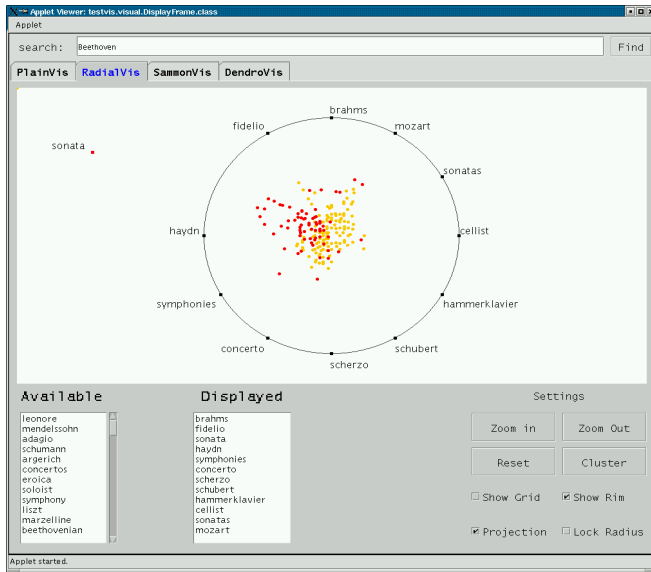 Applet Viewer: testvis.visual.DisplayFrame.class
Applet
search: Beethoven Find
PlainVis RadialVis SammonVis DendroVis
brahms
fidelio mozart
sonata
sonatas
haydn cellist
symphonies hammerklavier
concerto schubert
scherzo
Available Displayed Settings
leonore
mendelssohn
adagio
schumann
argerich
concertos
eroica
soloist
symphony
liszt
marzelline
beethovenian
brahms
fidelio
sonata
haydn
symphonies
concerto
scherzo
schubert
hammerklavier
cellist
sonatas
mozart
Zoom in Zoom Out
Reset Cluster
Show Grid Show Rim
Projection Lock Radius
Applet started.